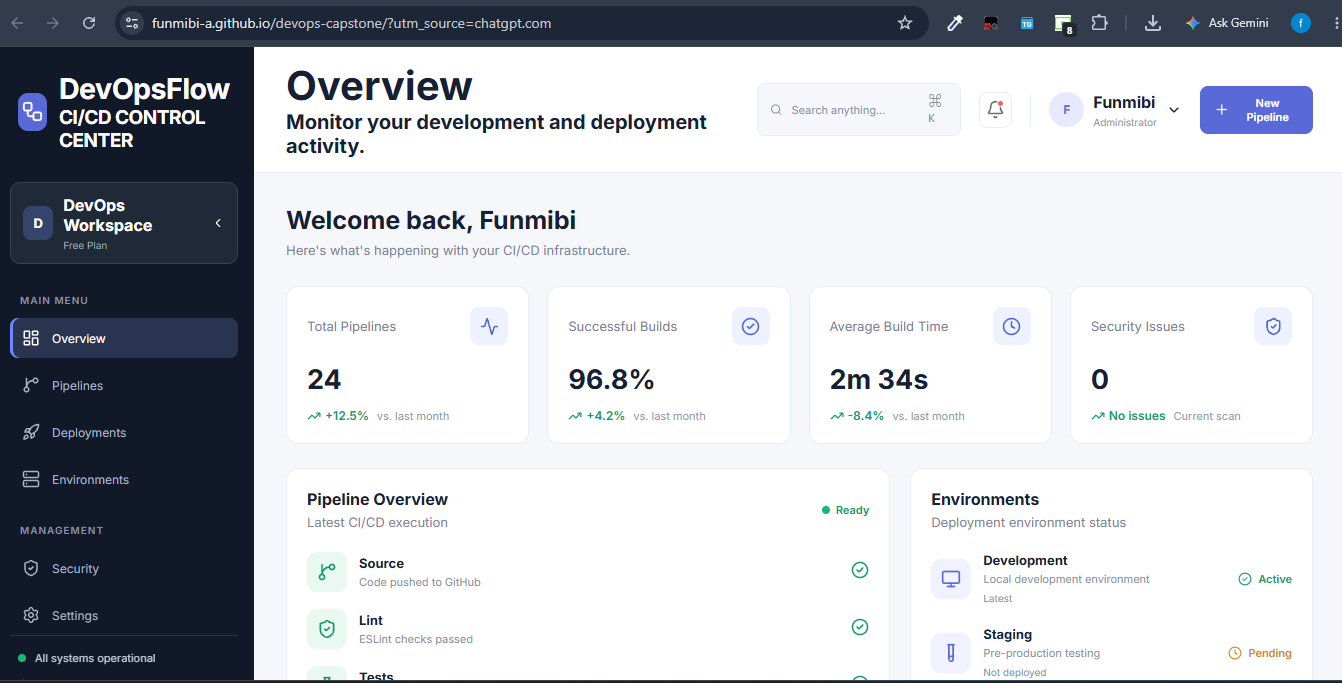 funmibi-a.github.io/devops-capstone/?utm_source=chatgpt.com
TG
8
Ask Gemini
f
DevOpsFlow
CI/CD CONTROL
CENTER
D
DevOps
Workspace
Free Plan
MAIN MENU
Overview
Pipelines
Deployments
Environments
MANAGEMENT
Security
Settings
All systems operational
Overview
Monitor your development and deployment
activity.
Search anything...
⌘
K
F
Funmibi
Administrator
New
Pipeline
Welcome back, Funmibi
Here's what's happening with your CI/CD infrastructure.
Total Pipelines
24
+12.5% vs. last month
Successful Builds
96.8%
+4.2% vs. last month
Average Build Time
2m 34s
-8.4% vs. last month
Security Issues
0
No issues Current scan
Pipeline Overview
Latest CI/CD execution
Ready
Source
Code pushed to GitHub
Lint
ESLint checks passed
Tests
Environments
Deployment environment status
Development
Local development environment
Latest
Active
Staging
Pre-production testing
Not deployed
Pending